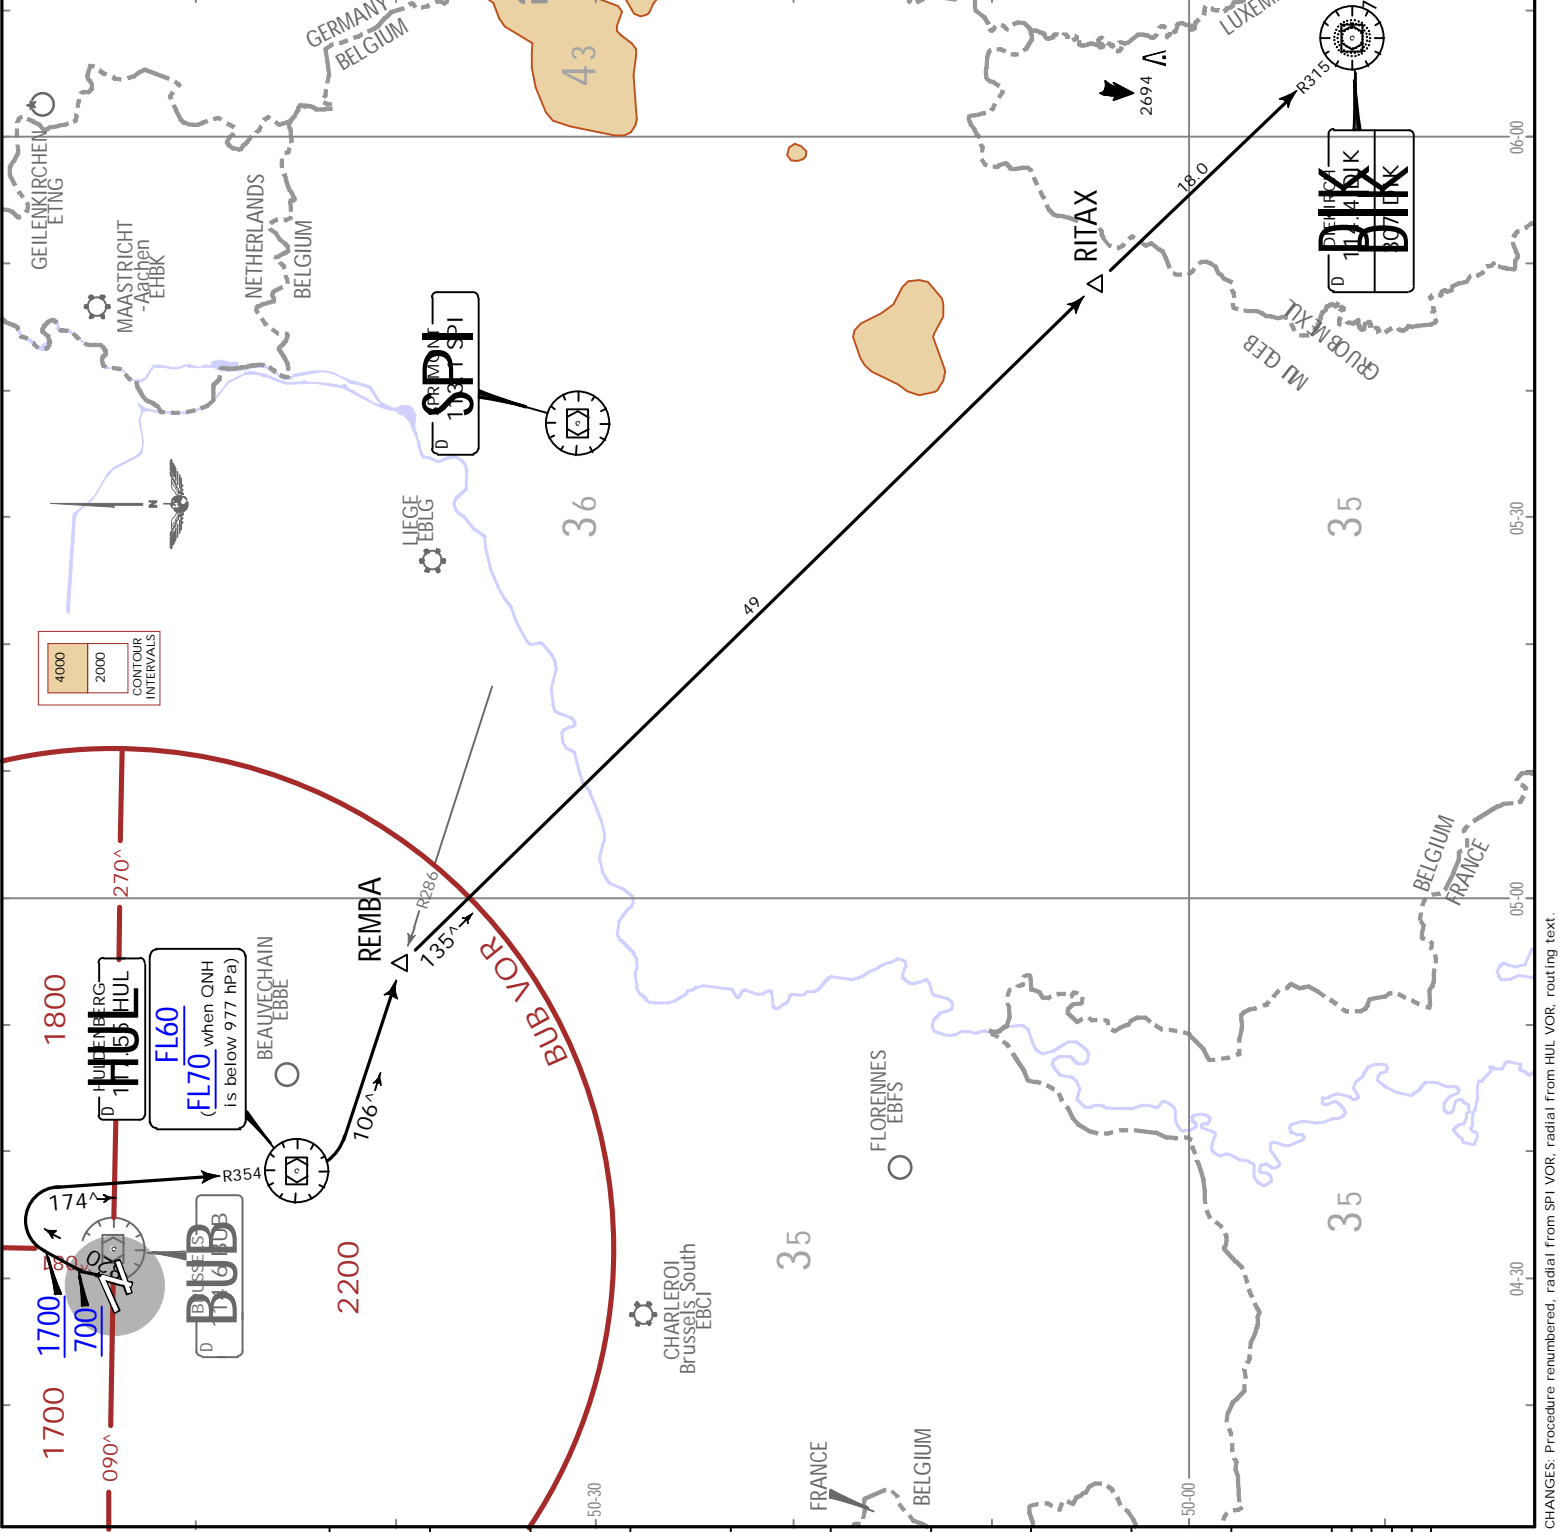 GERMANY
BELGIUM
43
LUXEM
GEILENKIRCHEN
ETNG
MAASTRICHT
-Aachen
EHBK
NETHERLANDS
BELGIUM
2694
R315
06-00
18.0
RITAX
D
SPI
D
DIK
LIEGE
EBLG
N
36
35
05-30
49
4000
2000
CONTOUR
INTERVALS
270^
R286
REMBA
135^
BUB VOR
05-00
BELGIUM
FRANCE
1800
D HULDENBERG
HUL
FL60
(FL70 when QNH
is below 977 hPa)
BEAUVECHAIN
EBBE
106^
FLORENNES
EBFS
R354
174^
D
BUB
1700
700
2200
35
35
CHARLEROI
Brussels South
EBCI
04-30
1700
090^
50-30
FRANCE
BELGIUM
50-00
CHANGES: Procedure renumbered, radial from SPI VOR, radial from HUL VOR, routing text.